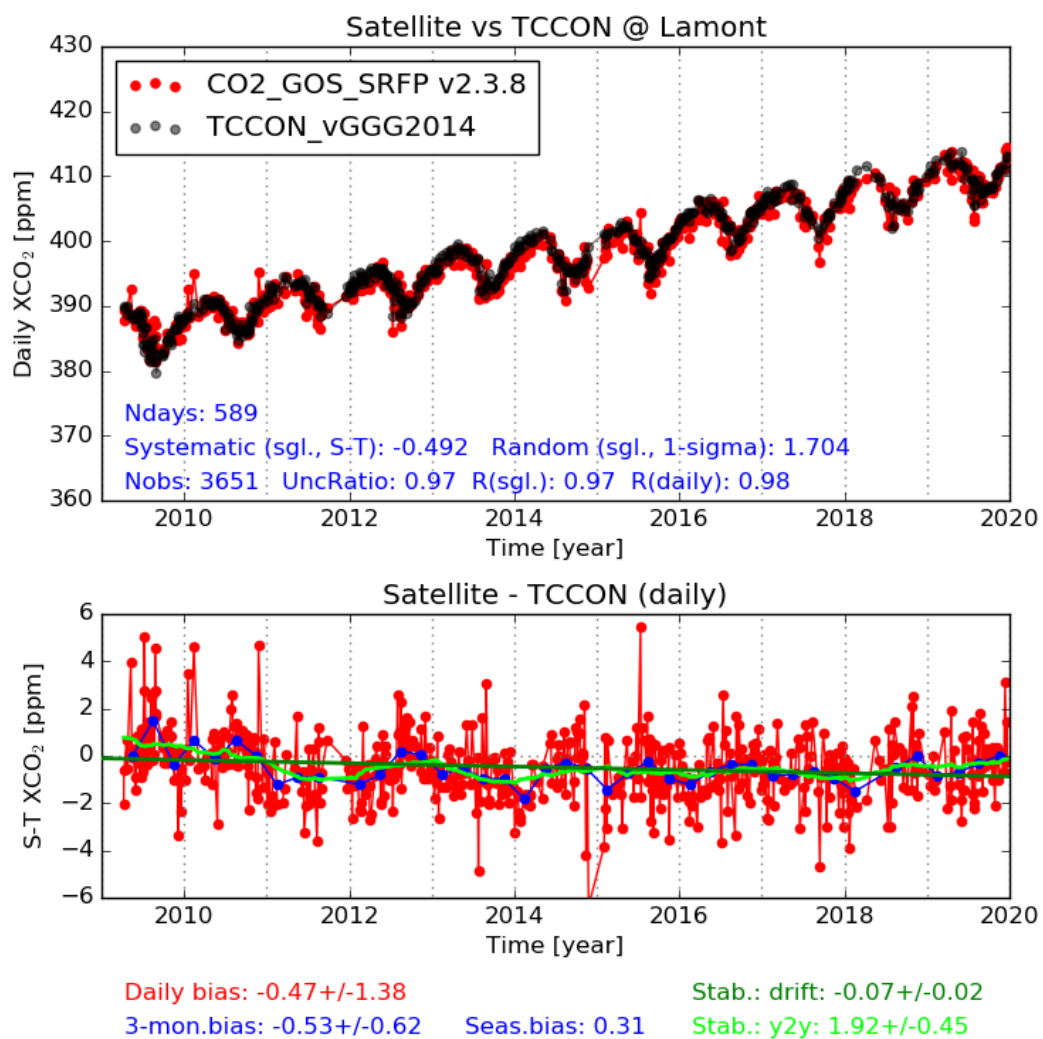 Satellite vs TCCON @ Lamont
430
420
410
400
390
380
370
360
Daily XCO₂ [ppm]
CO2_GOS_SRFP v2.3.8
TCCON_vGGG2014
Ndays: 589
Systematic (sgl., S-T): -0.492 Random (sgl., 1-sigma): 1.704
Nobs: 3651 UncRatio: 0.97 R(sgl.): 0.97 R(daily): 0.98
2010 2012 2014 2016 2018 2020
Time [year]
Satellite - TCCON (daily)
6
4
2
0
−2
−4
−6
S-T XCO₂ [ppm]
2010 2012 2014 2016 2018 2020
Time [year]
Daily bias: -0.47+/-1.38 Stab.: drift: -0.07+/-0.02
3-mon.bias: -0.53+/-0.62 Seas.bias: 0.31 Stab.: y2y: 1.92+/-0.45